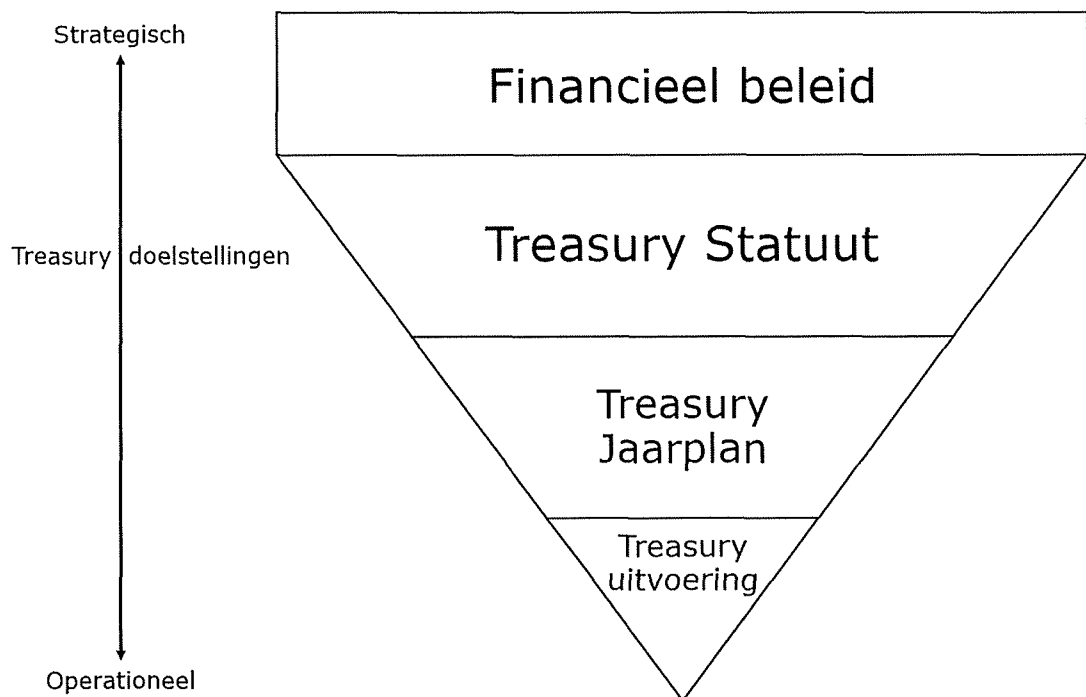 Strategisch
Financieel beleid
Treasury doelstellingen
Treasury Statuut
Treasury
Jaarplan
Treasury
uitvoering
Operationeel